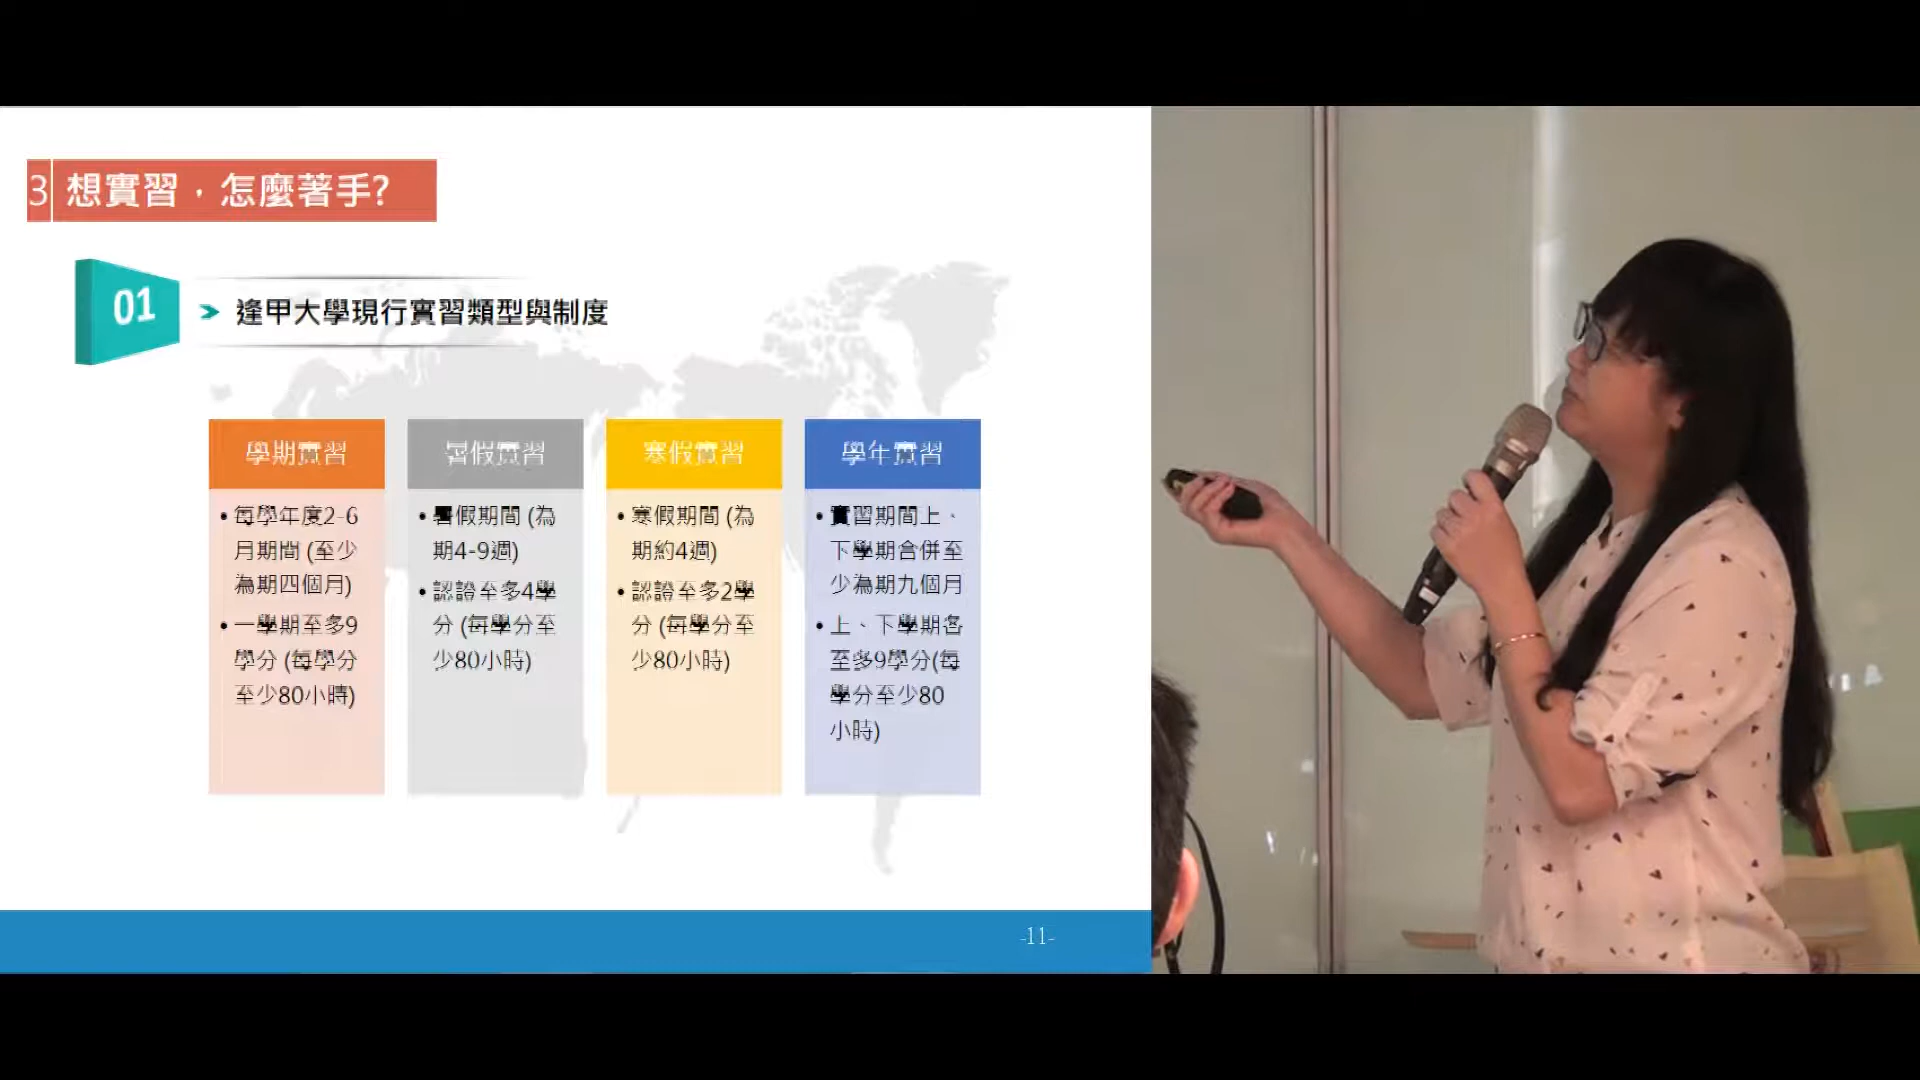 3 想實習，怎麼著手?
01
逢甲大學現行實習類型與制度
學期實習
• 每學年度2-6
月期間 (至少
為期四個月)
• 一學期至多9
學分 (每學分
至少80小時)
暑假實習
• 暑假期間 (為
期4-9週)
• 認證至多4學
分 (每學分至
少80小時)
寒假實習
• 寒假期間 (為
期約4週)
• 認證至多2學
分 (每學分至
少80小時)
學年實習
• 實習期間上、
下學期合併至
少為期九個月
• 上、下學期各
至多9學分(每
學分至少80
小時)
-11-